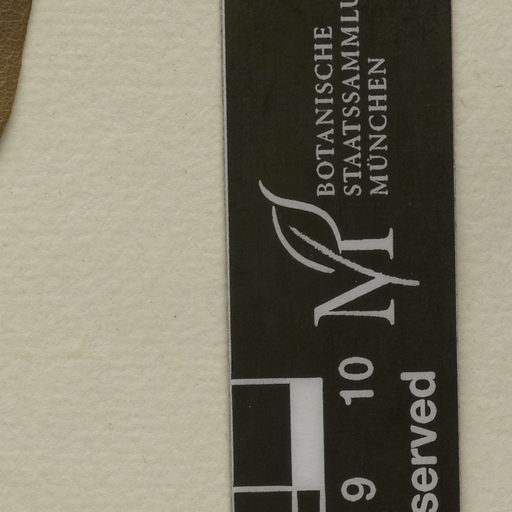 BOTANISCHE
STAATSSAMMLU
MÜNCHEN
9 10
served